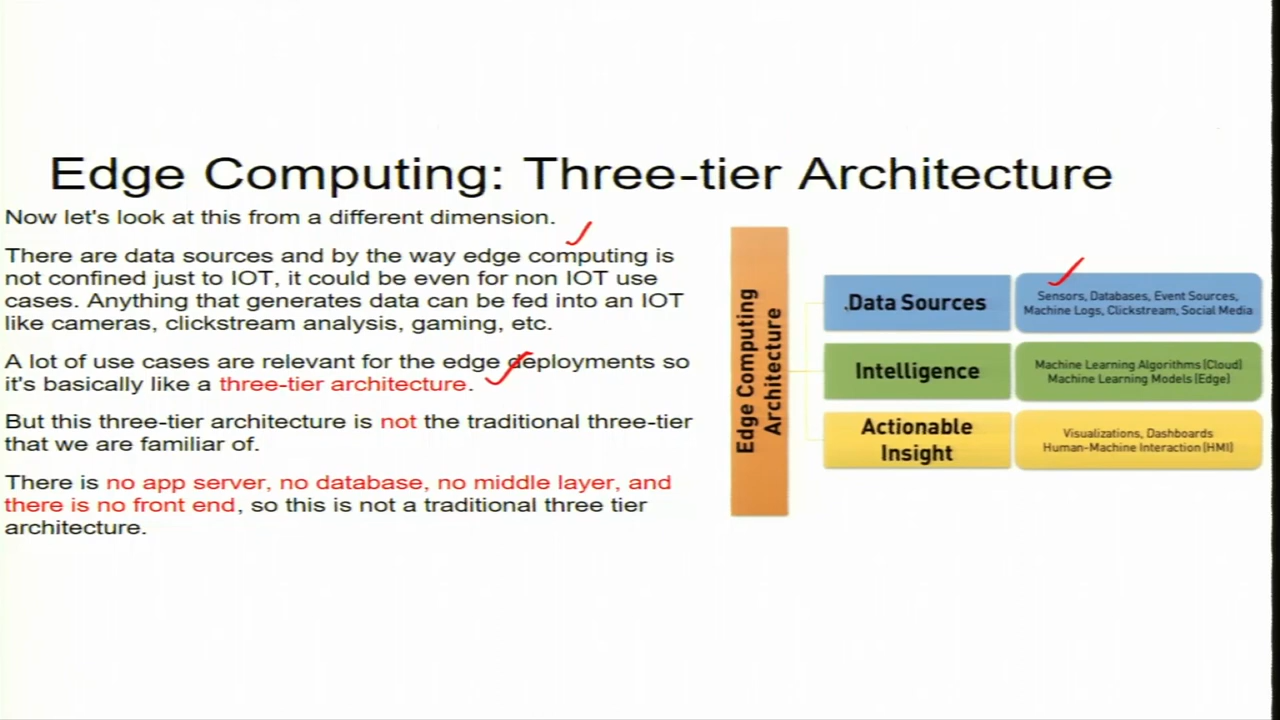 Edge Computing: Three-tier Architecture
Now let's look at this from a different dimension.
There are data sources and by the way edge computing is
not confined just to IOT, it could be even for non IOT use
cases. Anything that generates data can be fed into an IOT
like cameras, clickstream analysis, gaming, etc.
A lot of use cases are relevant for the edge deployments so
it's basically like a three-tier architecture.
But this three-tier architecture is not the traditional three-tier
that we are familiar of.
There is no app server, no database, no middle layer, and
there is no front end, so this is not a traditional three tier
architecture.
Edge Computing
Architecture
Data Sources
Sensors, Databases, Event Sources,
Machine Logs, Clickstream, Social Media
Intelligence
Machine Learning Algorithms [Cloud]
Machine Learning Models [Edge]
Actionable
Insight
Visualizations, Dashboards
Human-Machine Interaction [HMI]